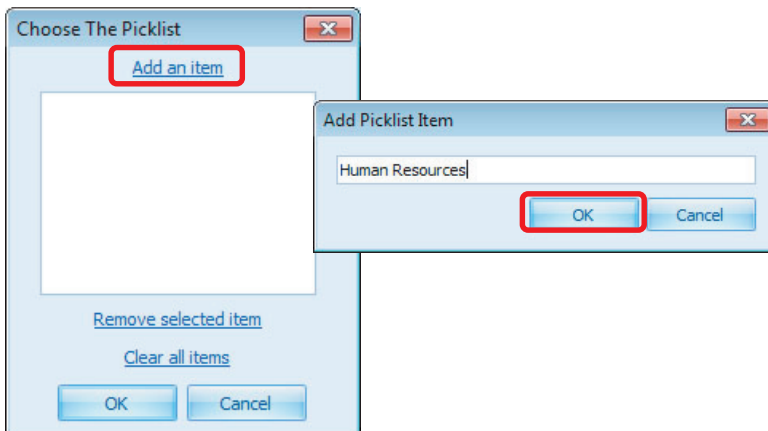 Choose The Picklist
Add an item
Add Picklist Item
Human Resources
OK Cancel
Remove selected item
Clear all items
OK Cancel